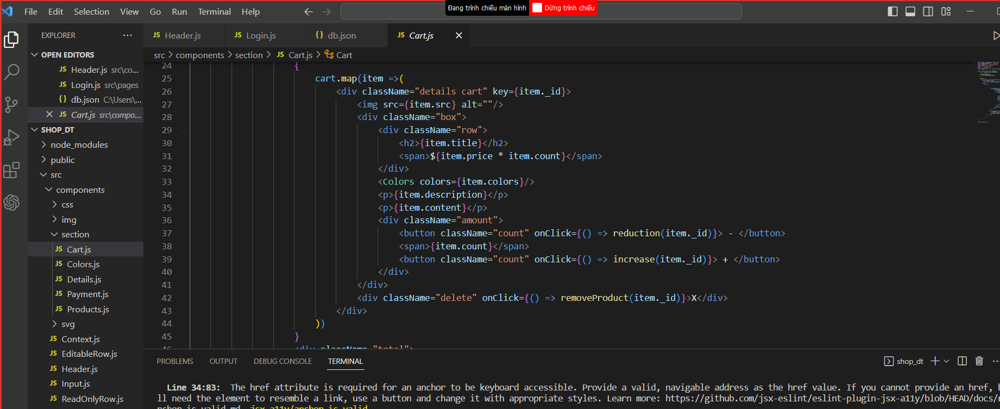 File Edit Selection View Go Run Terminal Help
Đang trình chiếu màn hình Dừng trình chiếu
EXPLORER
OPEN EDITORS
JS Header.js src\co...
JS Login.js src\pages
{} db.json C:\Users\...
JS Cart.js src\compo...
SHOP_DT
node_modules
public
src
components
css
img
section
JS Cart.js
JS Colors.js
JS Details.js
JS Payment.js
JS Products.js
svg
JS Context.js
JS EditableRow.js
JS Header.js
JS Input.js
JS ReadOnlyRow.js
JS Header.js JS Login.js {} db.json JS Cart.js
src > components > section > JS Cart.js > Cart
24 {
25 cart.map(item =>(
26 <div className="details cart" key={item._id}>
27 <img src={item.src} alt=""/>
28 <div className="box">
29 <div className="row">
30 <h2>{item.title}</h2>
31 <span>${item.price * item.count}</span>
32 </div>
33 <Colors colors={item.colors}/>
34 <p>{item.description}</p>
35 <p>{item.content}</p>
36 <div className="amount">
37 <button className="count" onClick={() => reduction(item._id)}> - </button>
38 <span>{item.count}</span>
39 <button className="count" onClick={() => increase(item._id)}> + </button>
40 </div>
41 </div>
42 <div className="delete" onClick={() => removeProduct(item._id)}>X</div>
43 </div>
44 ))
45 }
46 <div className="total">
PROBLEMS OUTPUT DEBUG CONSOLE TERMINAL
shop_dt
Line 34:83: The href attribute is required for an anchor to be keyboard accessible. Provide a valid, navigable address as the href value. If you cannot provide an href, b
ll need the element to resemble a link, use a button and change it with appropriate styles. Learn more: https://github.com/jsx-eslint/eslint-plugin-jsx-a11y/blob/HEAD/docs/r
nchor-is-valid.md jsx-a11y/anchor-is-valid